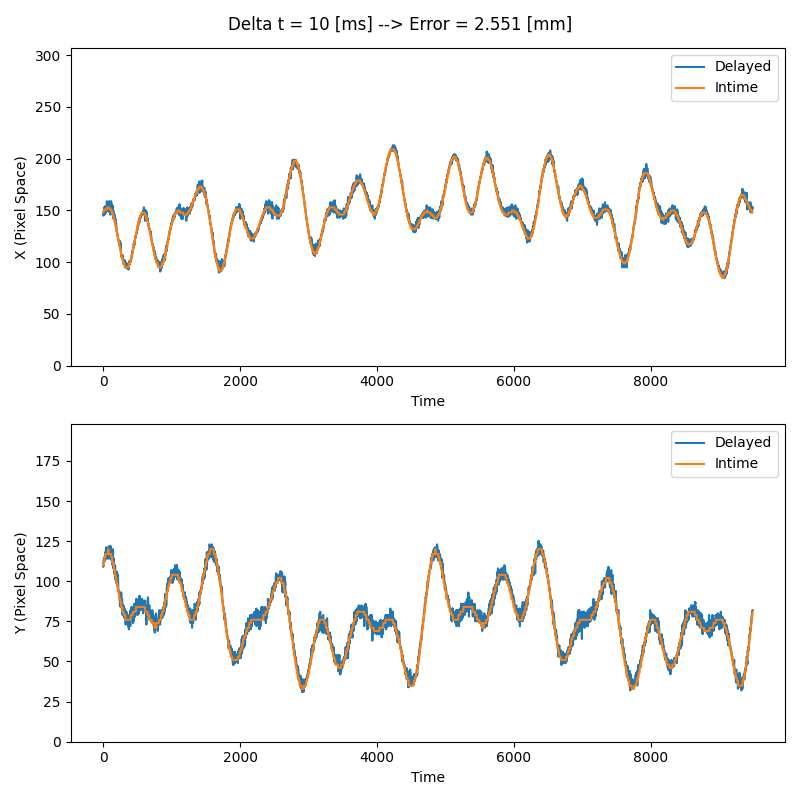 Delta t = 10 [ms] --> Error = 2.551 [mm]
300
250
200
150
100
50
0
X (Pixel Space)
Delayed
Intime
0 2000 4000 6000 8000
Time
175
150
125
100
75
50
25
0
Y (Pixel Space)
Delayed
Intime
0 2000 4000 6000 8000
Time